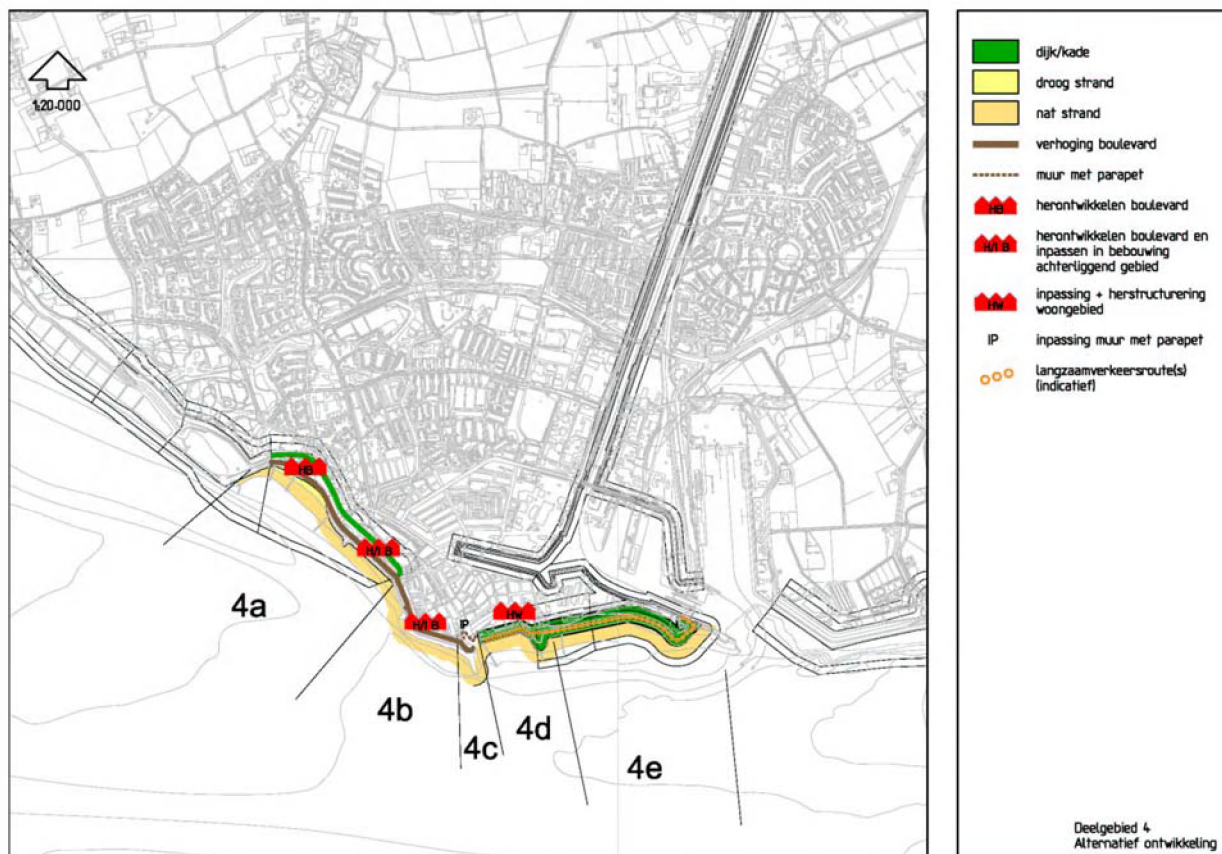 1:20-000
HB
H/I B
H/I B
IP
HW
4a
4b
4c
4d
4e
dijk/kade
droog strand
nat strand
verhoging boulevard
muur met parapet
HB
herontwikkelen boulevard
H/I B
herontwikkelen boulevard en
inpassen in bebouwing
achterliggend gebied
HW
inpassing + herstructurering
woongebied
IP
inpassing muur met parapet
langzaamverkeersroute(s)
(indicatief)
Deelgebied 4
Alternatief ontwikkeling